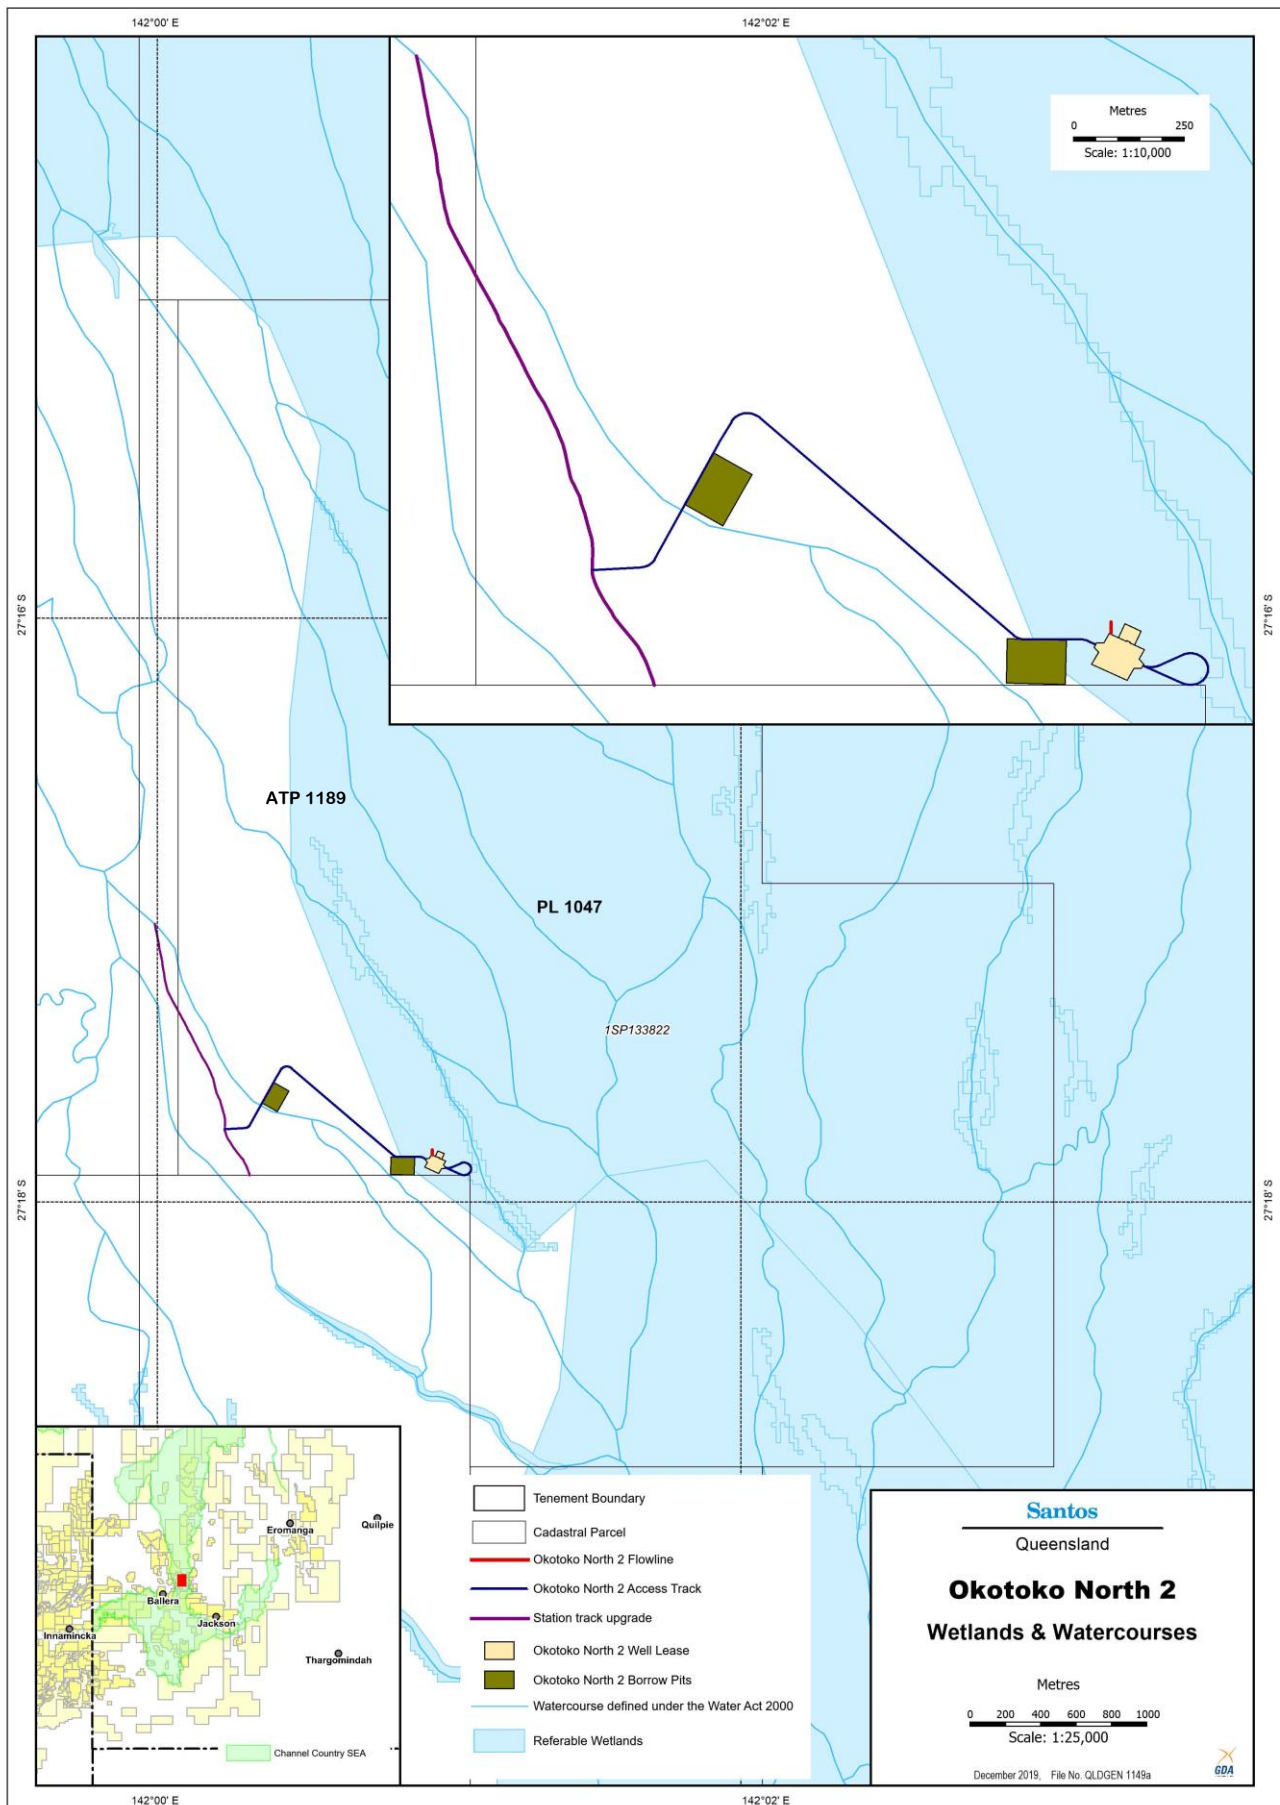 142°00' E
142°02' E
Metres
0 250
Scale: 1:10,000
27°16' S
27°16' S
ATP 1189
PL 1047
1SP133822
27°18' S
27°18' S
Eromanga
Quilpie
Ballera
Jackson
Innamincka
Thargomindah
Channel Country SEA
Tenement Boundary
Cadastral Parcel
Okotoko North 2 Flowline
Okotoko North 2 Access Track
Station track upgrade
Okotoko North 2 Well Lease
Okotoko North 2 Borrow Pits
Watercourse defined under the Water Act 2000
Referable Wetlands
Santos
Queensland
Okotoko North 2
Wetlands & Watercourses
Metres
0 200 400 600 800 1000
Scale: 1:25,000
December 2019, File No. QLDGEN 1149a
GDA
142°00' E
142°02' E